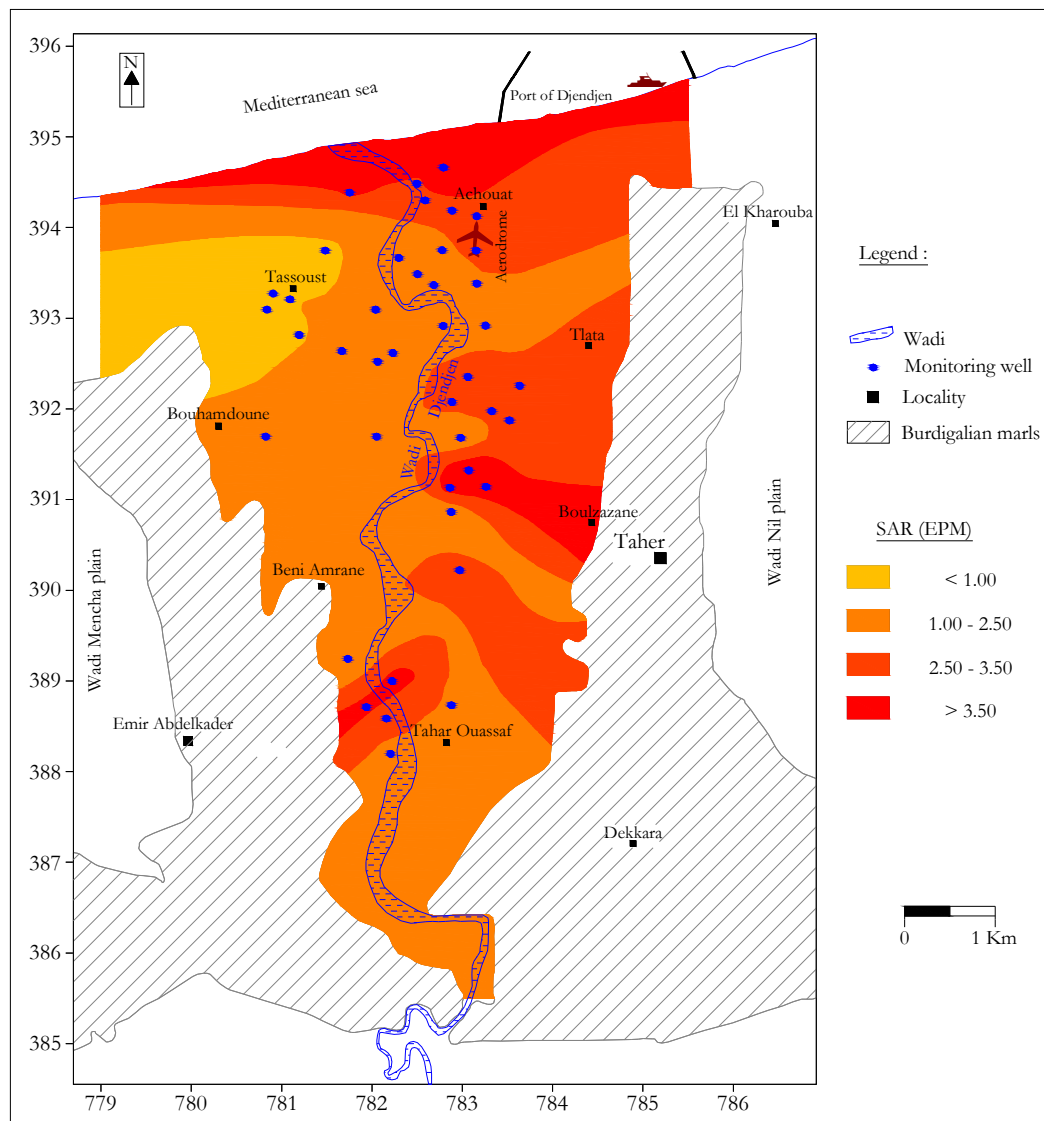 396
395
394
393
392
391
390
389
388
387
386
385
779
780
781
782
783
784
785
786
N
Mediterranean sea
Port of Djendjen
Achouat
Aerodrome
El Kharouba
Tassoust
Tlata
Wadi Djendjen
Bouhamdoune
Boulzazane
Taher
Beni Amrane
Wadi Mencha plain
Wadi Nil plain
Emir Abdelkader
Tahar Ouassaf
Dekkara
Legend :
Wadi
Monitoring well
Locality
Burdigalian marls
SAR (EPM)
< 1.00
1.00 - 2.50
2.50 - 3.50
> 3.50
0 1 Km